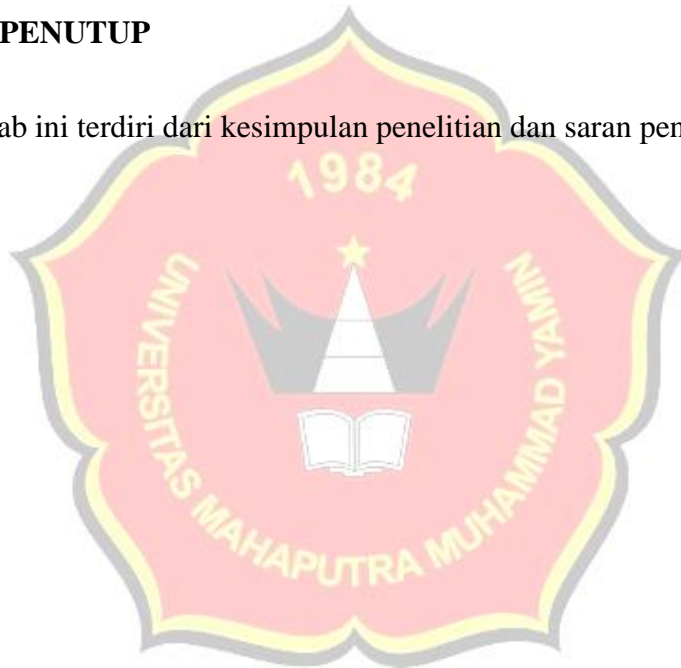 PENUTUP
ab ini terdiri dari kesimpulan penelitian dan saran pen
1984
UNIVERSITAS MAHAPUTRA MUHAMMAD YAMIN